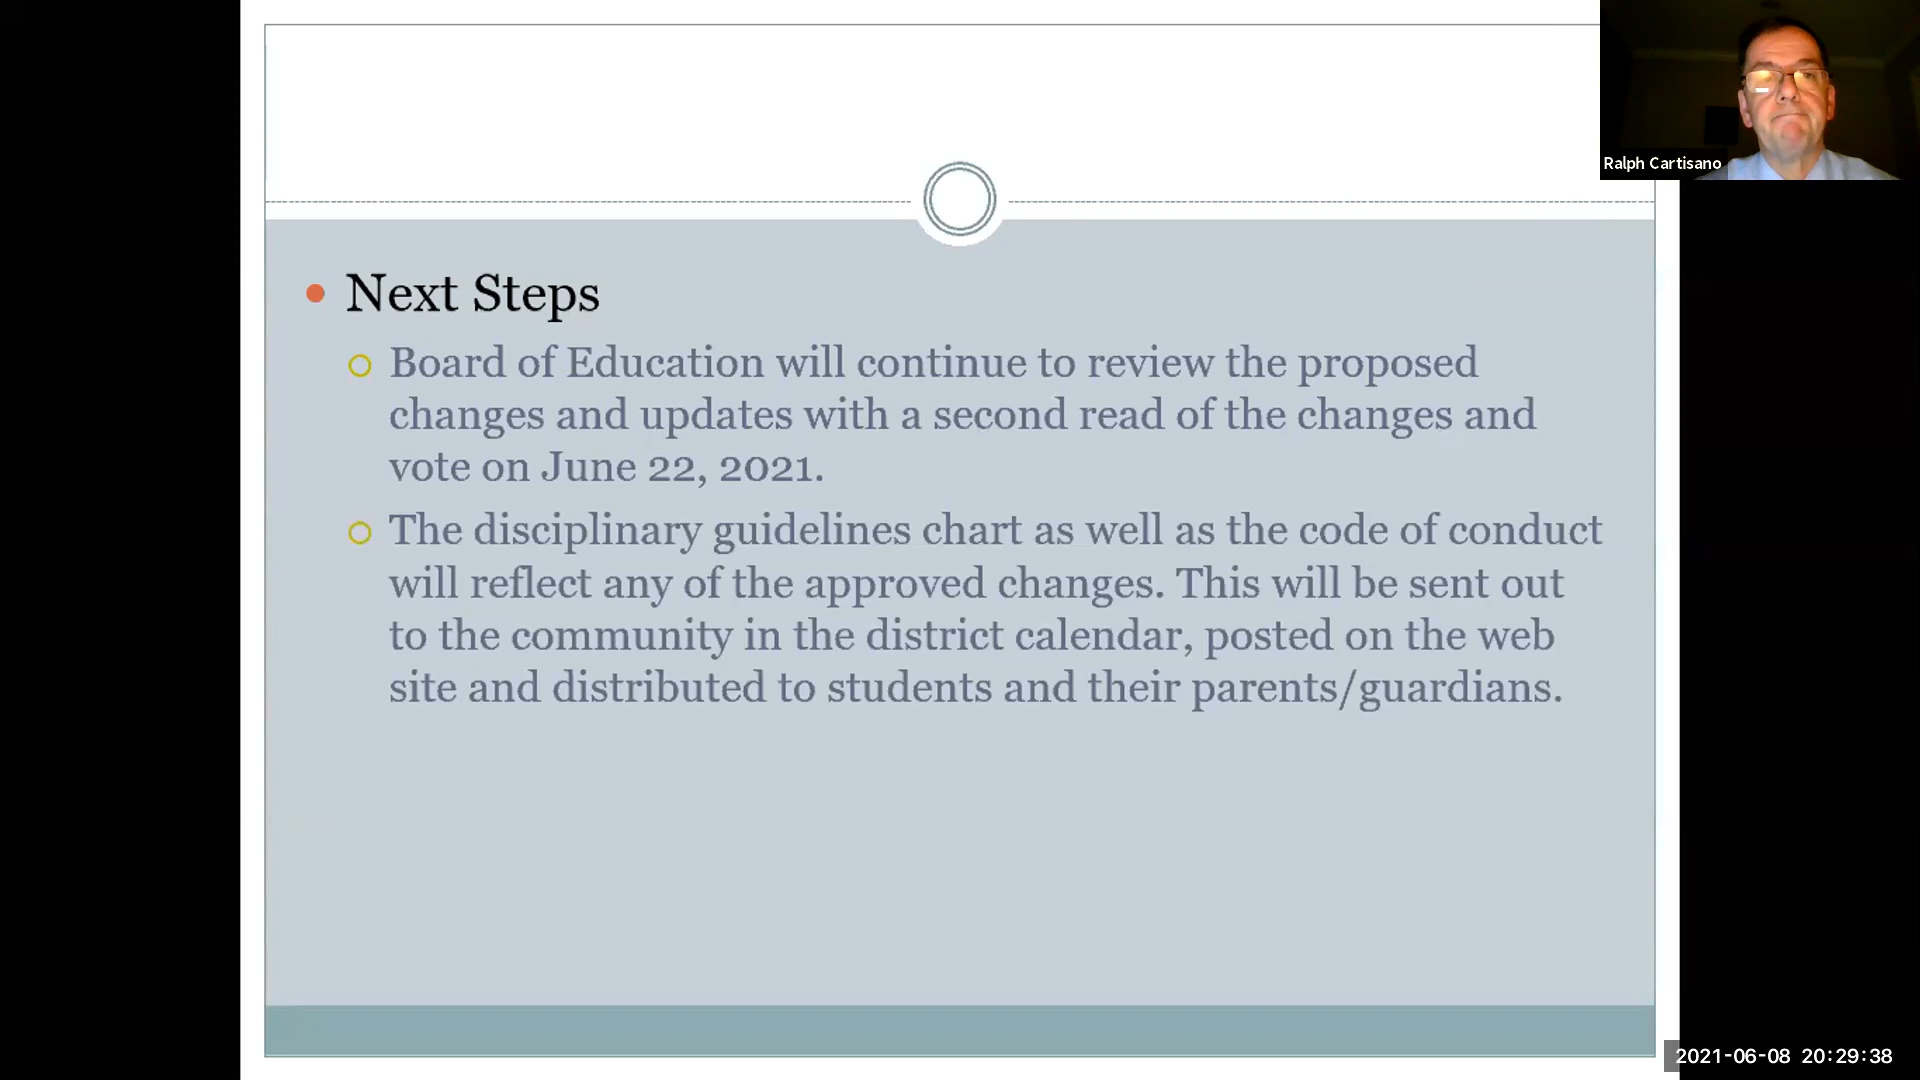 Ralph Cartisano
Next Steps
Board of Education will continue to review the proposed
changes and updates with a second read of the changes and
vote on June 22, 2021.
The disciplinary guidelines chart as well as the code of conduct
will reflect any of the approved changes. This will be sent out
to the community in the district calendar, posted on the web
site and distributed to students and their parents/guardians.
2021-06-08 20:29:38